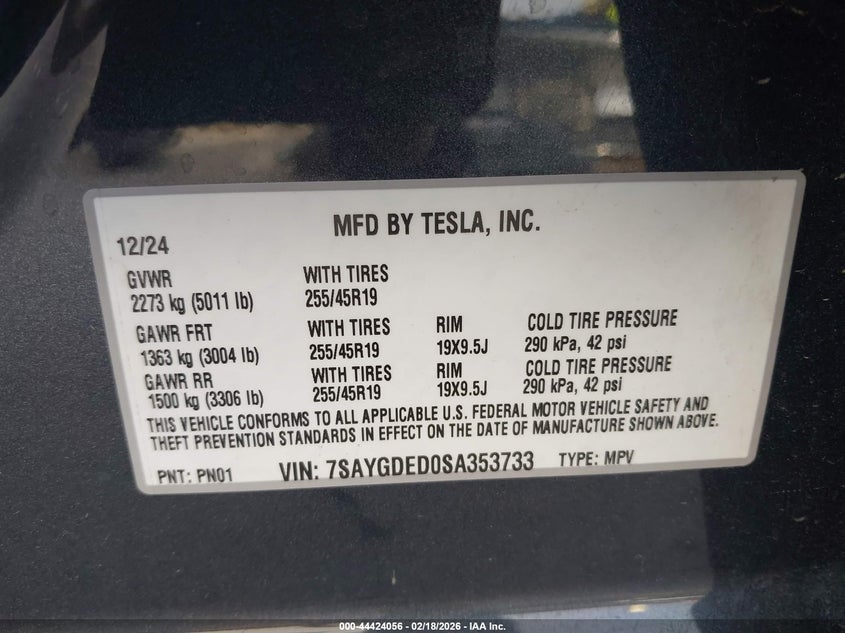 MFD BY TESLA, INC.
12/24
GVWR WITH TIRES
2273 kg (5011 lb) 255/45R19
GAWR FRT WITH TIRES RIM COLD TIRE PRESSURE
1363 kg (3004 lb) 255/45R19 19X9.5J 290 kPa, 42 psi
GAWR RR WITH TIRES RIM COLD TIRE PRESSURE
1500 kg (3306 lb) 255/45R19 19X9.5J 290 kPa, 42 psi
THIS VEHICLE CONFORMS TO ALL APPLICABLE U.S. FEDERAL MOTOR VEHICLE SAFETY AND
THEFT PREVENTION STANDARDS IN EFFECT ON THE DATE OF MANUFACTURE SHOWN ABOVE.
PNT: PN01 VIN: 7SAYGDED0SA353733 TYPE: MPV
000-44424056 - 02/18/2026 - IAA Inc.